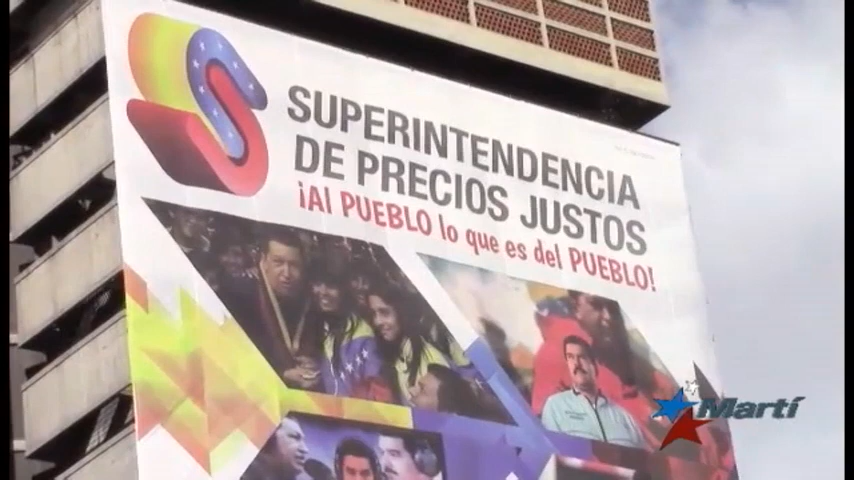 SUPERINTENDENCIA
DE PRECIOS JUSTOS
¡Al PUEBLO lo que es del PUEBLO!
Martí